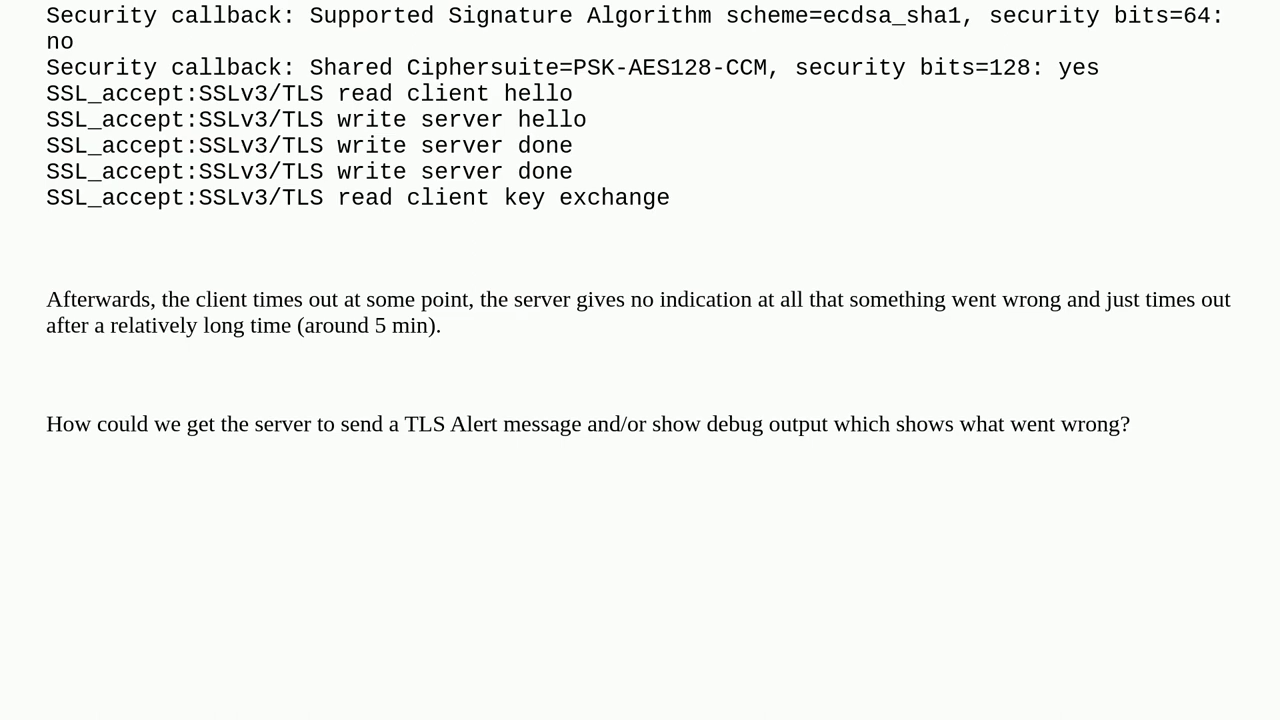 Security callback: Supported Signature Algorithm scheme=ecdsa_sha1, security bits=64:
no
Security callback: Shared Ciphersuite=PSK-AES128-CCM, security bits=128: yes
SSL_accept:SSLv3/TLS read client hello
SSL_accept:SSLv3/TLS write server hello
SSL_accept:SSLv3/TLS write server done
SSL_accept:SSLv3/TLS write server done
SSL_accept:SSLv3/TLS read client key exchange
Afterwards, the client times out at some point, the server gives no indication at all that something went wrong and just times out
after a relatively long time (around 5 min).
How could we get the server to send a TLS Alert message and/or show debug output which shows what went wrong?